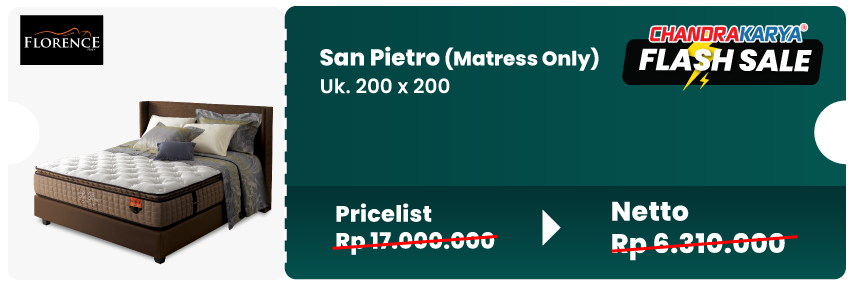 FLORENCE
San Pietro (Matress Only)
Uk. 200 x 200
CHANDRAKARYA®
FLASH SALE
Pricelist
Rp 17.000.000
Netto
Rp 6.310.000